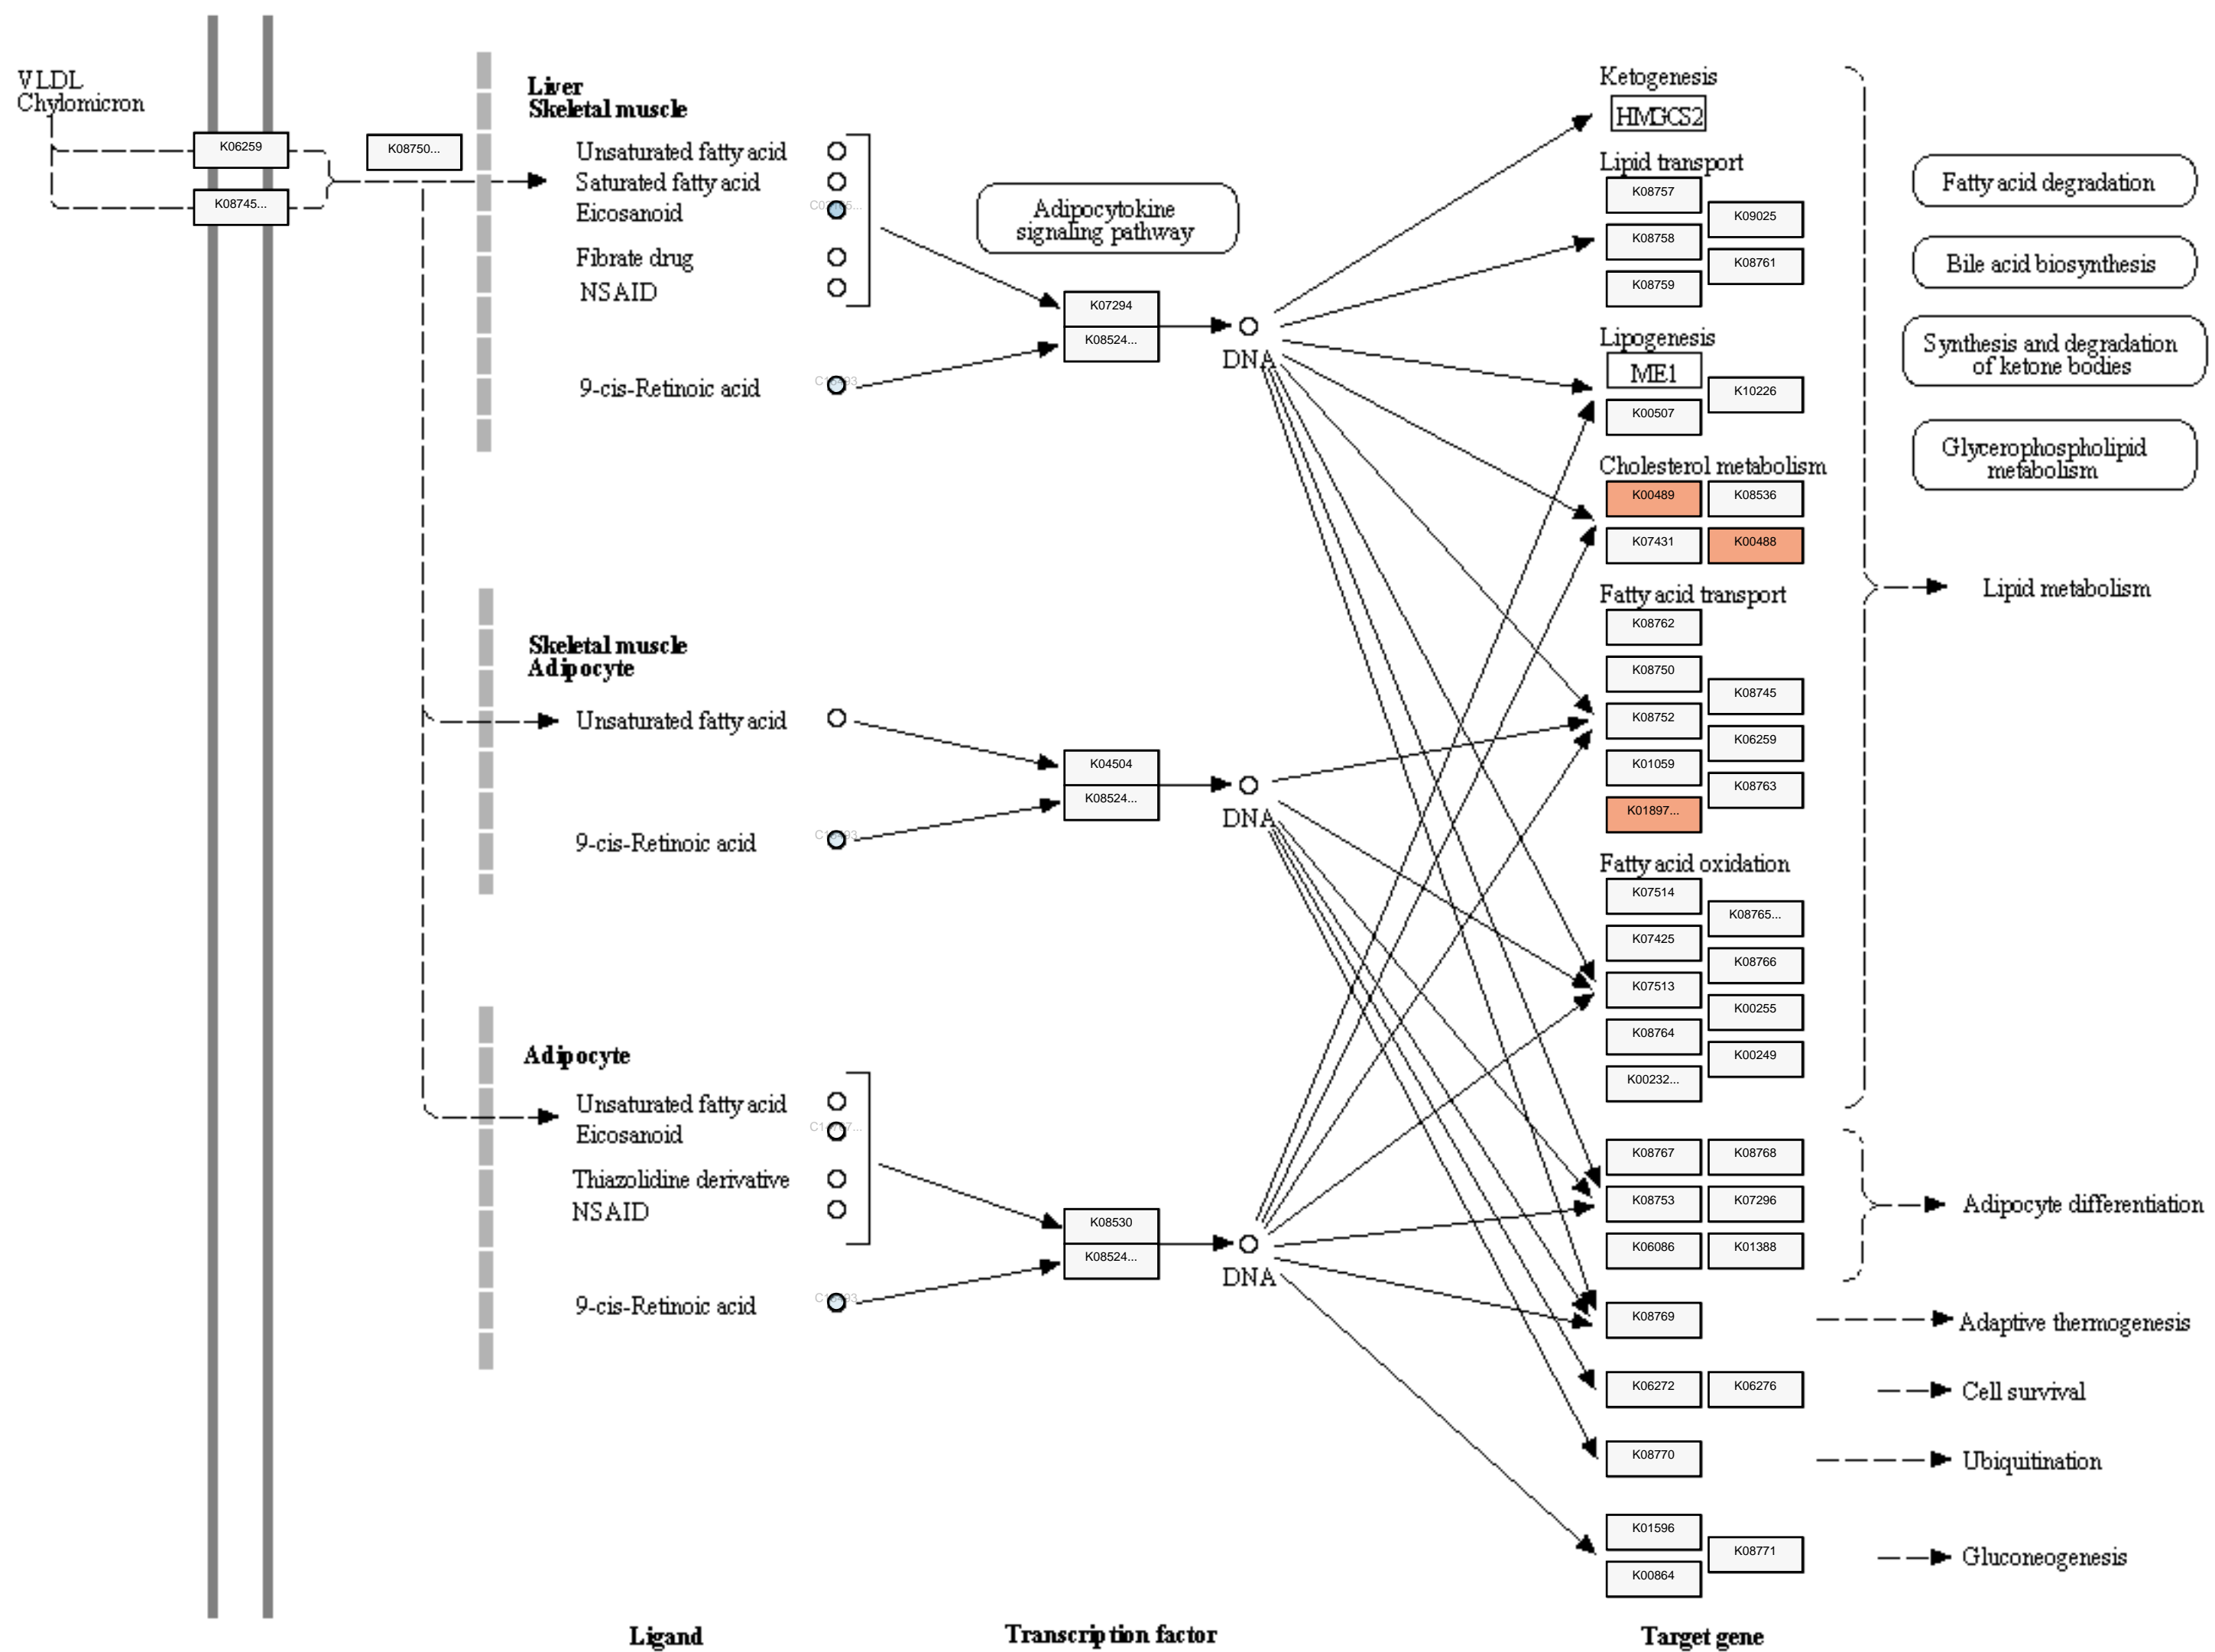 VLDL
Chylomicron
K06259
K08745...
K08750...
Liver
Skeletal muscle
Unsaturated fatty acid
Saturated fatty acid
Eicosanoid
Fibrate drug
NSAID
9-cis-Retinoic acid
Adipocytokine
signaling pathway
K07294
K08524...
DNA
Skeletal muscle
Adipocyte
Unsaturated fatty acid
9-cis-Retinoic acid
K04504
K08524...
DNA
Adipocyte
Unsaturated fatty acid
Eicosanoid
Thiazolidine derivative
NSAID
9-cis-Retinoic acid
K08530
K08524...
DNA
Ketogenesis
HMGCS2
Lipid transport
K08757
K09025
K08758
K08761
K08759
Lipogenesis
ME1
K10226
K00507
Cholesterol metabolism
K00489
K08536
K07431
K00488
Fatty acid transport
K08762
K08750
K08745
K08752
K06259
K01059
K08763
K01897...
Fatty acid oxidation
K07514
K08765...
K07425
K08766
K07513
K00255
K08764
K00249
K00232...
K08767
K08768
K08753
K07296
K06086
K01388
K08769
K06272
K06276
K08770
K01596
K08771
K00864
Fatty acid degradation
Bile acid biosynthesis
Synthesis and degradation
of ketone bodies
Glycerophospholipid
metabolism
Lipid metabolism
Adipocyte differentiation
Adaptive thermogenesis
Cell survival
Ubiquitination
Gluconeogenesis
Ligand
Transcription factor
Target gene